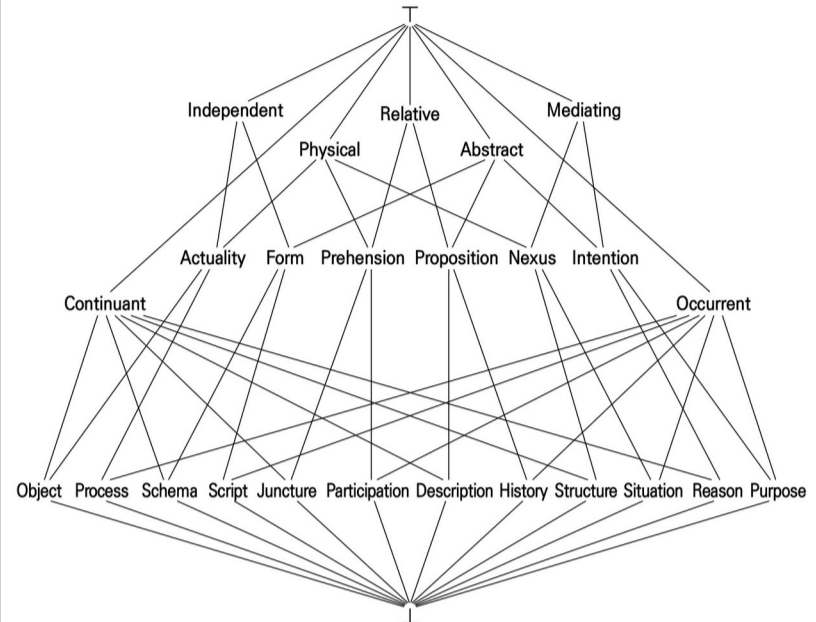 T
Independent Relative Mediating
Physical Abstract
Actuality Form Prehension Proposition Nexus Intention
Continuant Occurrent
Object Process Schema Script Juncture Participation Description History Structure Situation Reason Purpose